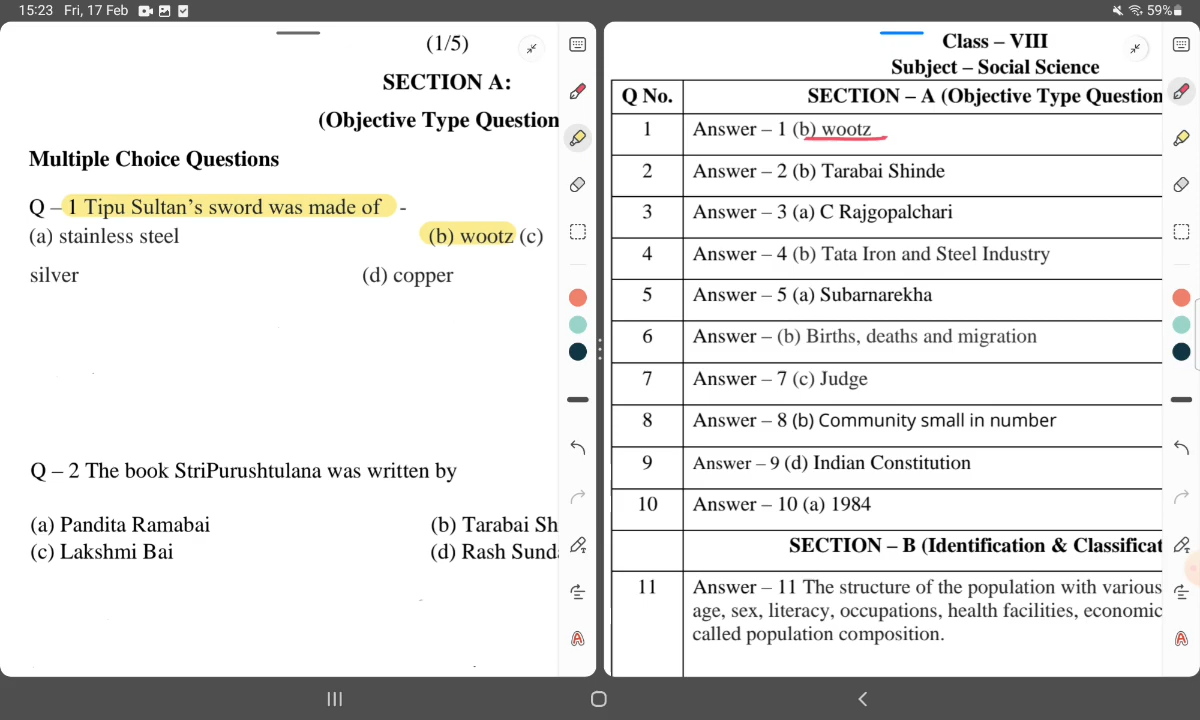 15:23 Fri, 17 Feb
59%
(1/5)
SECTION A:
(Objective Type Question
Multiple Choice Questions
Q – 1 Tipu Sultan's sword was made of -
(a) stainless steel (b) wootz (c)
silver (d) copper
Q – 2 The book StriPurushtulana was written by
(a) Pandita Ramabai (b) Tarabai Sh
(c) Lakshmi Bai (d) Rash Sund
Class – VIII
Subject – Social Science
Q No. SECTION – A (Objective Type Question
1 Answer – 1 (b) wootz
2 Answer – 2 (b) Tarabai Shinde
3 Answer – 3 (a) C Rajgopalchari
4 Answer – 4 (b) Tata Iron and Steel Industry
5 Answer – 5 (a) Subarnarekha
6 Answer – (b) Births, deaths and migration
7 Answer – 7 (c) Judge
8 Answer – 8 (b) Community small in number
9 Answer – 9 (d) Indian Constitution
10 Answer – 10 (a) 1984
SECTION – B (Identification & Classificat
11 Answer – 11 The structure of the population with various
age, sex, literacy, occupations, health facilities, economic
called population composition.